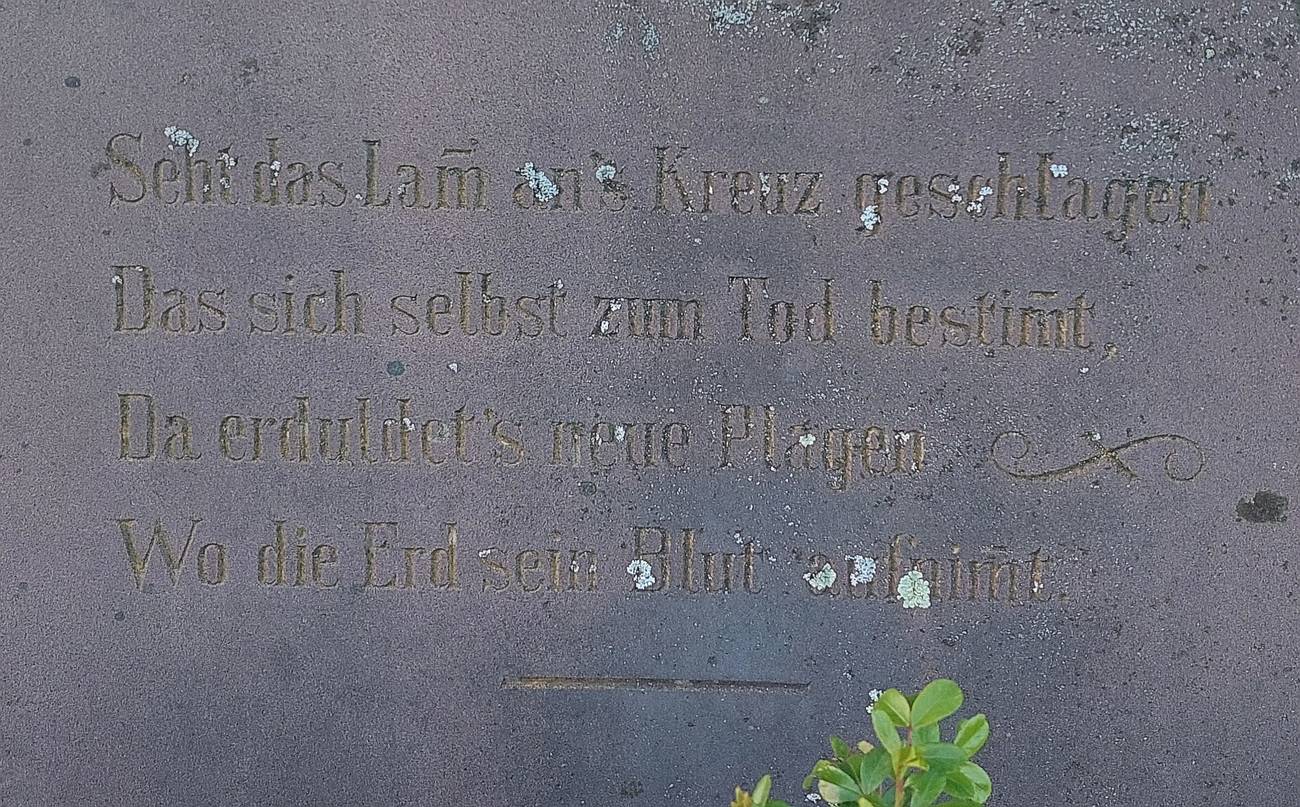 Seht das Lam̄ an's Kreuz geschlagen
Das sich selbst zum Tod bestim̄t,
Da erduldet's neue Plagen
Wo die Erd sein Blut aufnim̄t.